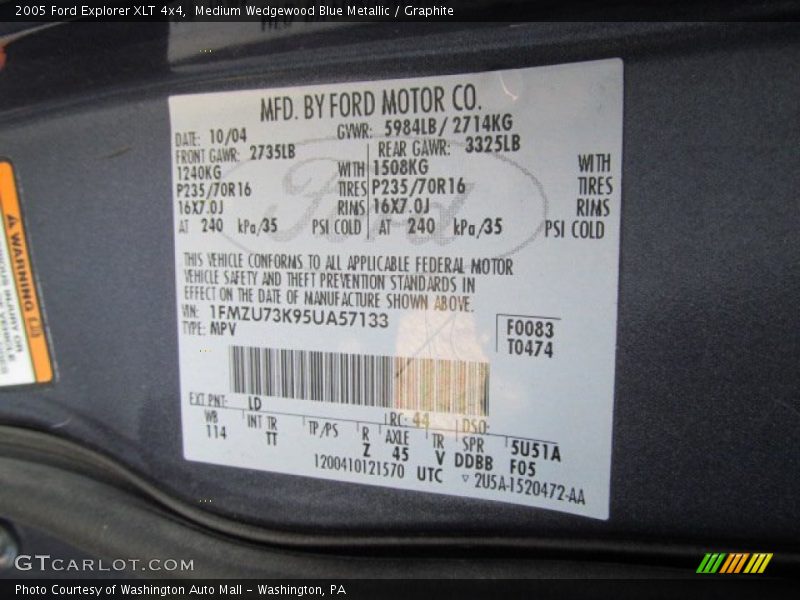 2005 Ford Explorer XLT 4x4, Medium Wedgewood Blue Metallic / Graphite
MFD. BY FORD MOTOR CO.
DATE: 10/04 GVWR: 5984LB / 2714KG
FRONT GAWR: 2735LB REAR GAWR: 3325LB
1240KG WITH 1508KG WITH
P235/70R16 TIRES P235/70R16 TIRES
16X7.0J RIMS 16X7.0J RIMS
AT 240 kPa/35 PSI COLD AT 240 kPa/35 PSI COLD
Ford
THIS VEHICLE CONFORMS TO ALL APPLICABLE FEDERAL MOTOR
VEHICLE SAFETY AND THEFT PREVENTION STANDARDS IN
EFFECT ON THE DATE OF MANUFACTURE SHOWN ABOVE.
VIN: 1FMZU73K95UA57133
TYPE: MPV
F0083
T0474
EXT PNT: LD RC: 44 DSO:
WB INT TR TP/PS R AXLE TR SPR 5U51A
114 TT Z 45 V DDBB F05
1200410121570 UTC ▽ 2U5A-1520472-AA
WARNING
GTCARLOT.COM
Photo Courtesy of Washington Auto Mall - Washington, PA